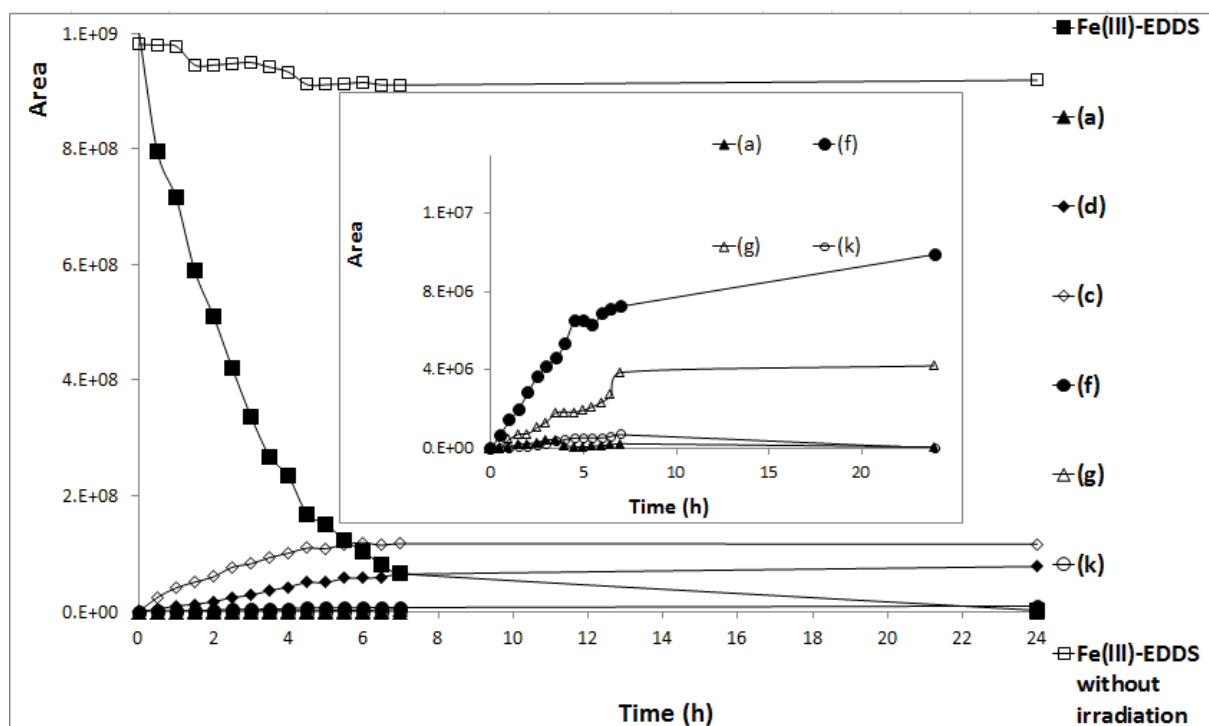 1.E+09
8.E+08
6.E+08
4.E+08
2.E+08
0.E+00
Area
0 2 4 6 8 10 12 14 16 18 20 22 24
Time (h)
(a) (f)
(g) (k)
1.E+07
8.E+06
4.E+06
0.E+00
Area
0 5 10 15 20
Time (h)
Fe(III)-EDDS
(a)
(d)
(c)
(f)
(g)
(k)
Fe(III)-EDDS
without
irradiation